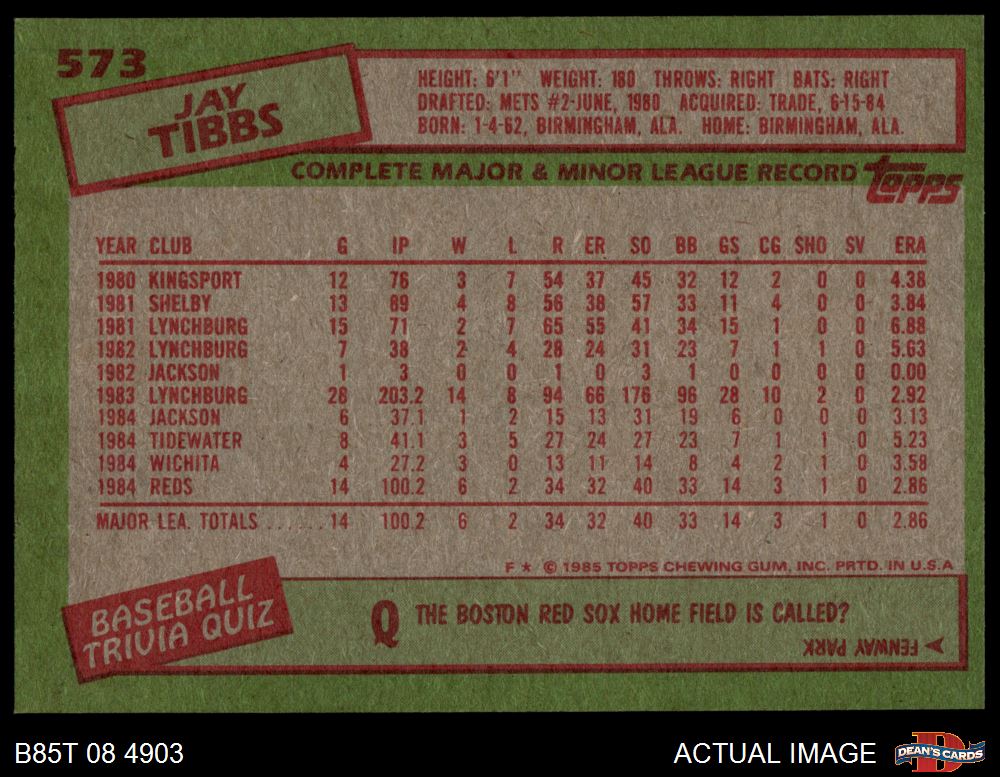 573
JAY
TIBBS
HEIGHT: 6'1" WEIGHT: 180 THROWS: RIGHT BATS: RIGHT
DRAFTED: METS #2-JUNE, 1980 ACQUIRED: TRADE, 6-15-84
BORN: 1-4-62, BIRMINGHAM, ALA. HOME: BIRMINGHAM, ALA.
COMPLETE MAJOR & MINOR LEAGUE RECORD topps
YEAR CLUB G IP W L R ER SO BB GS CG SHO SV ERA
1980 KINGSPORT 12 76 3 7 54 37 45 32 12 2 0 0 4.38
1981 SHELBY 13 89 4 8 56 38 57 33 11 4 0 0 3.84
1981 LYNCHBURG 15 71 2 7 65 55 41 34 15 1 0 0 6.88
1982 LYNCHBURG 7 38 2 4 28 24 31 23 7 1 1 0 5.63
1982 JACKSON 1 3 0 0 1 0 3 1 0 0 0 0 0.00
1983 LYNCHBURG 28 203.2 14 8 94 66 176 96 28 10 2 0 2.92
1984 JACKSON 6 37.1 1 2 15 13 31 19 6 0 0 0 3.13
1984 TIDEWATER 8 41.1 3 5 27 24 27 23 7 1 1 0 5.23
1984 WICHITA 4 27.2 3 0 13 11 14 8 4 2 1 0 3.58
1984 REDS 14 100.2 6 2 34 32 40 33 14 3 1 0 2.86
MAJOR LEA. TOTALS ...... 14 100.2 6 2 34 32 40 33 14 3 1 0 2.86
F ★ © 1985 TOPPS CHEWING GUM, INC. PRTD. IN U.S.A
BASEBALL
TRIVIA QUIZ
Q THE BOSTON RED SOX HOME FIELD IS CALLED?
FENWAY PARK
B85T 08 4903
ACTUAL IMAGE
D
DEAN'S CARDS